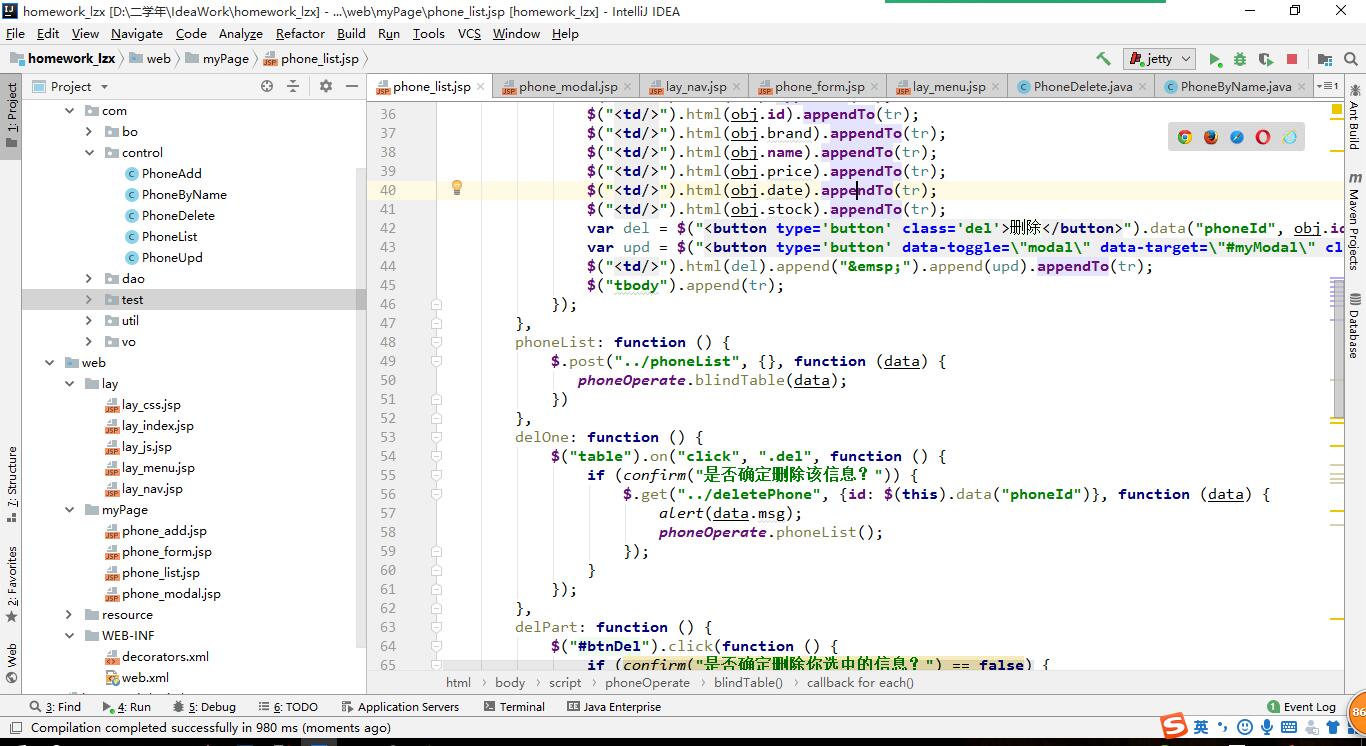 homework_lzx [D:\二学年\IdeaWork\homework_lzx] - ...\web\myPage\phone_list.jsp [homework_lzx] - IntelliJ IDEA
File Edit View Navigate Code Analyze Refactor Build Run Tools VCS Window Help
homework_lzx web myPage phone_list.jsp jetty
Project
phone_list.jsp phone_modal.jsp lay_nav.jsp phone_form.jsp lay_menu.jsp PhoneDelete.java PhoneByName.java
1: Project
7: Structure
2: Favorites
Web
com
bo
control
PhoneAdd
PhoneByName
PhoneDelete
PhoneList
PhoneUpd
dao
test
util
vo
web
lay
lay_css.jsp
lay_index.jsp
lay_js.jsp
lay_menu.jsp
lay_nav.jsp
myPage
phone_add.jsp
phone_form.jsp
phone_list.jsp
phone_modal.jsp
resource
WEB-INF
decorators.xml
web.xml
36 $("<td/>").html(obj.id).appendTo(tr);
37 $("<td/>").html(obj.brand).appendTo(tr);
38 $("<td/>").html(obj.name).appendTo(tr);
39 $("<td/>").html(obj.price).appendTo(tr);
40 $("<td/>").html(obj.date).appendTo(tr);
41 $("<td/>").html(obj.stock).appendTo(tr);
42 var del = $("<button type='button' class='del'>删除</button>").data("phoneId", obj.id
43 var upd = $("<button type='button' data-toggle=\"modal\" data-target=\"#myModal\" cl
44 $("<td/>").html(del).append("&emsp;").append(upd).appendTo(tr);
45 $("tbody").append(tr);
46 });
47 },
48 phoneList: function () {
49 $.post("../phoneList", {}, function (data) {
50 phoneOperate.blindTable(data);
51 })
52 },
53 delOne: function () {
54 $("table").on("click", ".del", function () {
55 if (confirm("是否确定删除该信息？")) {
56 $.get("../deletePhone", {id: $(this).data("phoneId")}, function (data) {
57 alert(data.msg);
58 phoneOperate.phoneList();
59 });
60 }
61 });
62 },
63 delPart: function () {
64 $("#btnDel").click(function () {
65 if (confirm("是否确定删除你选中的信息？") == false) {
html body script phoneOperate blindTable() callback for each()
Ant Build
Maven Projects
Database
3: Find 4: Run 5: Debug 6: TODO Application Servers Terminal Java Enterprise 1 Event Log
Compilation completed successfully in 980 ms (moments ago)
英
86